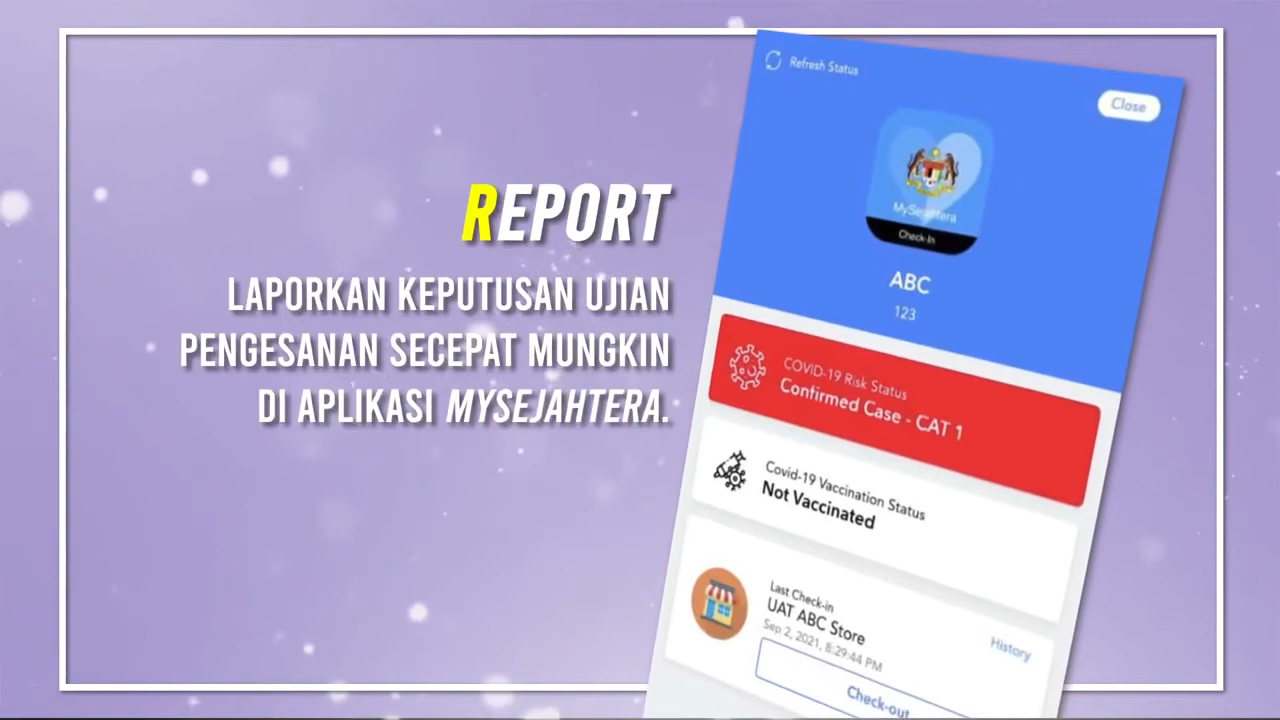 REPORT
LAPORKAN KEPUTUSAN UJIAN
PENGESANAN SECEPAT MUNGKIN
DI APLIKASI MYSEJAHTERA.
Refresh Status
Close
MySejahtera
Check-In
ABC
123
COVID-19 Risk Status
Confirmed Case - CAT 1
Covid-19 Vaccination Status
Not Vaccinated
Last Check-in
UAT ABC Store
Sep 2, 2021, 8:29:44 PM
History
Check-out